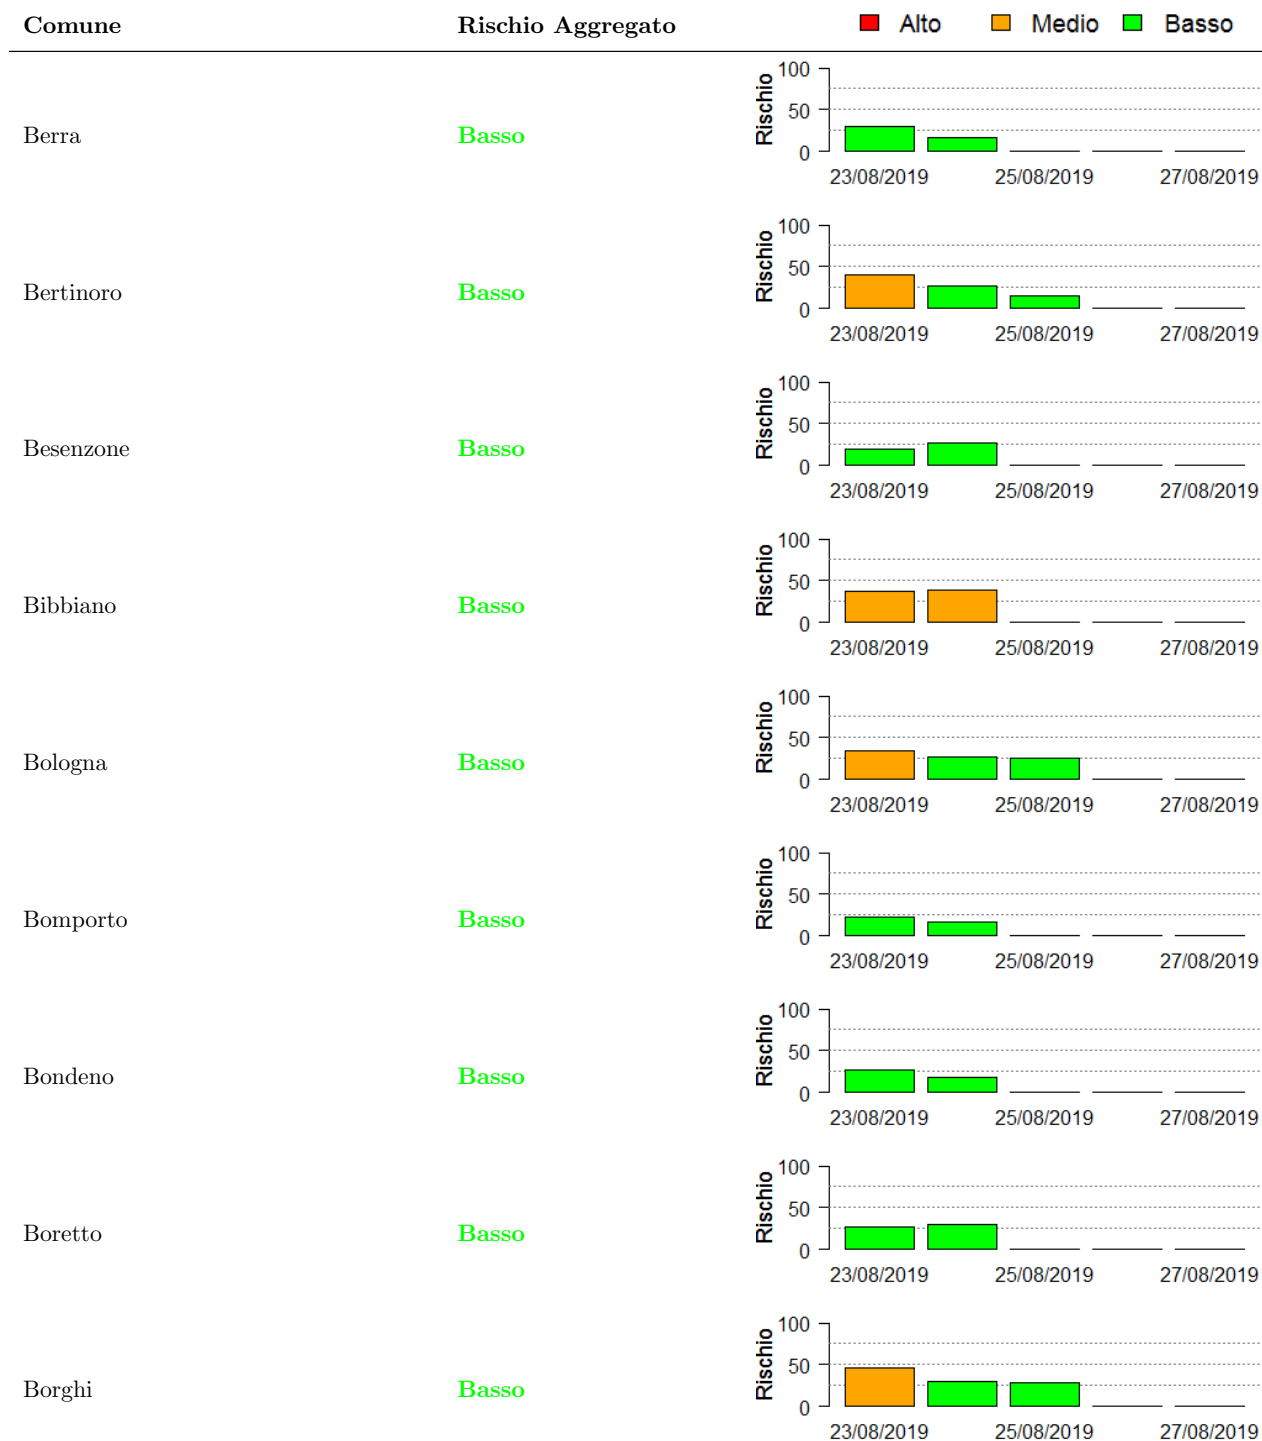 Comune Rischio Aggregato Alto Medio Basso
Berra Basso
Rischio
100
50
0
23/08/2019 25/08/2019 27/08/2019
Bertinoro Basso
Rischio
100
50
0
23/08/2019 25/08/2019 27/08/2019
Besenzone Basso
Rischio
100
50
0
23/08/2019 25/08/2019 27/08/2019
Bibbiano Basso
Rischio
100
50
0
23/08/2019 25/08/2019 27/08/2019
Bologna Basso
Rischio
100
50
0
23/08/2019 25/08/2019 27/08/2019
Bomporto Basso
Rischio
100
50
0
23/08/2019 25/08/2019 27/08/2019
Bondeno Basso
Rischio
100
50
0
23/08/2019 25/08/2019 27/08/2019
Boretto Basso
Rischio
100
50
0
23/08/2019 25/08/2019 27/08/2019
Borghi Basso
Rischio
100
50
0
23/08/2019 25/08/2019 27/08/2019